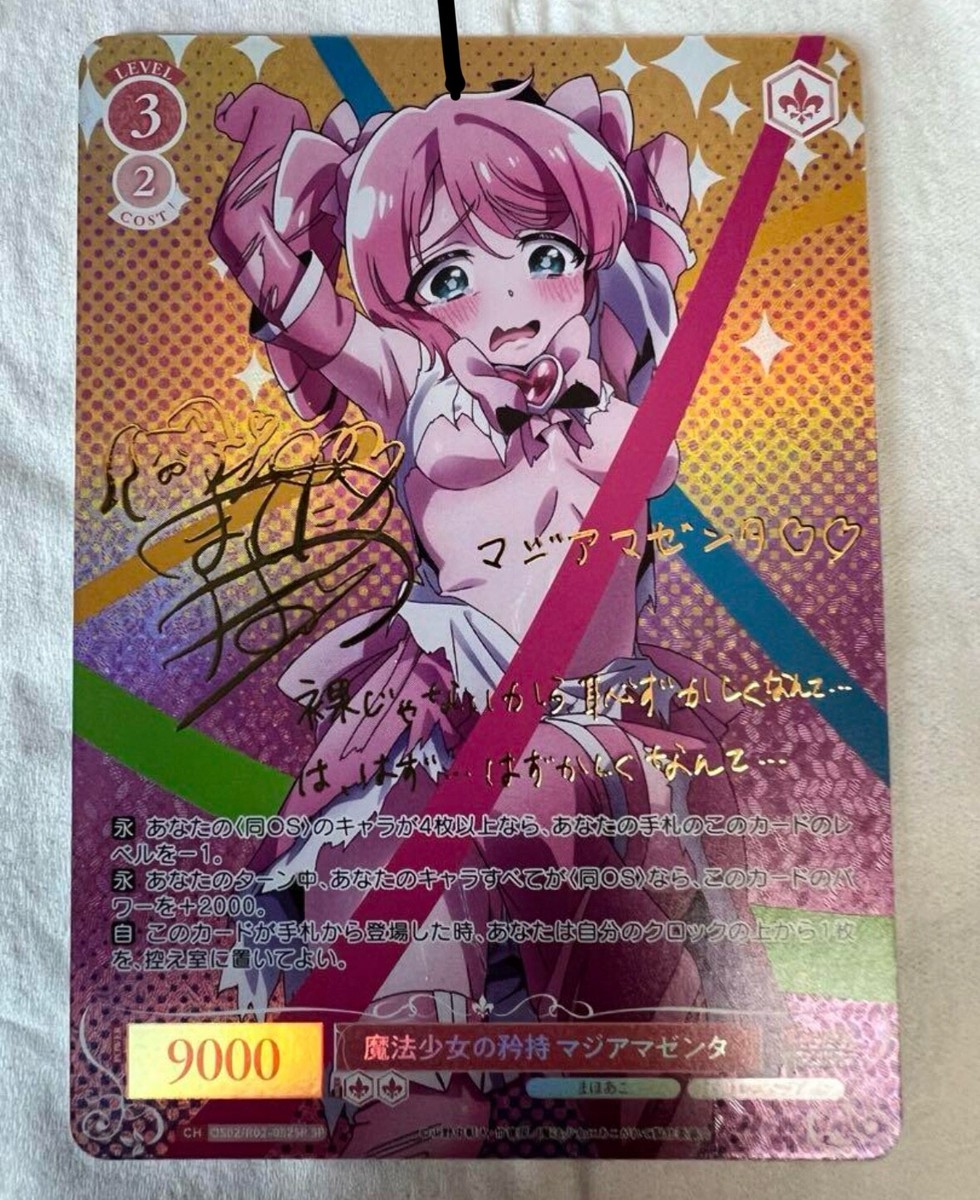 LEVEL
3
2
COST
マジアマゼンタ♡♡
裸じゃないから恥ずかしくなんて…
は、はず…はずかしくなんて…
永 あなたの《同OS》のキャラが4枚以上なら、あなたの手札のこのカードのレ
ベルを－1。
永 あなたのターン中、あなたのキャラすべてが《同OS》なら、このカードのパ
ワーを＋2000。
自 このカードが手札から登場した時、あなたは自分のクロックの上から1枚
を、控え室に置いてよい。
9000
魔法少女の矜持 マジアマゼンタ
まほあこ
CH